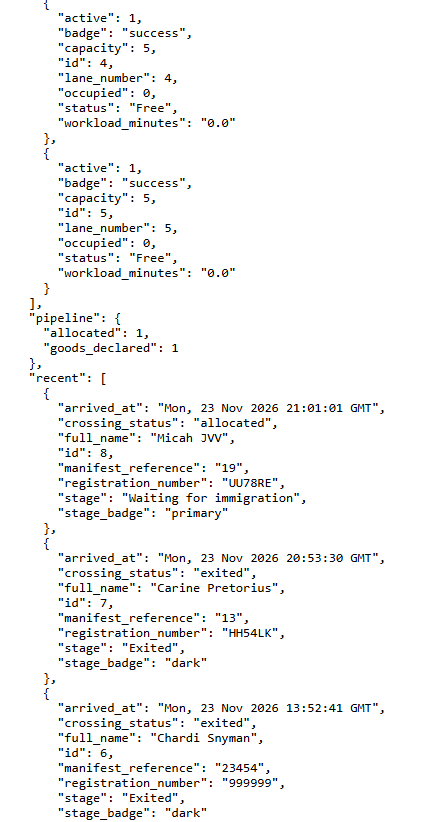 {
"active": 1,
"badge": "success",
"capacity": 5,
"id": 4,
"lane_number": 4,
"occupied": 0,
"status": "Free",
"workload_minutes": "0.0"
},
{
"active": 1,
"badge": "success",
"capacity": 5,
"id": 5,
"lane_number": 5,
"occupied": 0,
"status": "Free",
"workload_minutes": "0.0"
}
],
"pipeline": {
"allocated": 1,
"goods_declared": 1
},
"recent": [
{
"arrived_at": "Mon, 23 Nov 2026 21:01:01 GMT",
"crossing_status": "allocated",
"full_name": "Micah JVV",
"id": 8,
"manifest_reference": "19",
"registration_number": "UU78RE",
"stage": "Waiting for immigration",
"stage_badge": "primary"
},
{
"arrived_at": "Mon, 23 Nov 2026 20:53:30 GMT",
"crossing_status": "exited",
"full_name": "Carine Pretorius",
"id": 7,
"manifest_reference": "13",
"registration_number": "HH54LK",
"stage": "Exited",
"stage_badge": "dark"
},
{
"arrived_at": "Mon, 23 Nov 2026 13:52:41 GMT",
"crossing_status": "exited",
"full_name": "Chardi Snyman",
"id": 6,
"manifest_reference": "23454",
"registration_number": "999999",
"stage": "Exited",
"stage_badge": "dark"